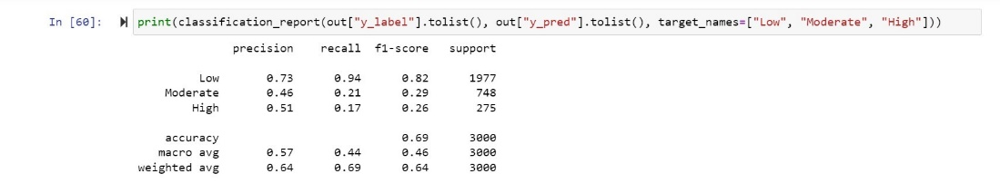 In [60]: print(classification_report(out["y_label"].tolist(), out["y_pred"].tolist(), target_names=["Low", "Moderate", "High"]))
precision recall f1-score support
Low 0.73 0.94 0.82 1977
Moderate 0.46 0.21 0.29 748
High 0.51 0.17 0.26 275
accuracy 0.69 3000
macro avg 0.57 0.44 0.46 3000
weighted avg 0.64 0.69 0.64 3000